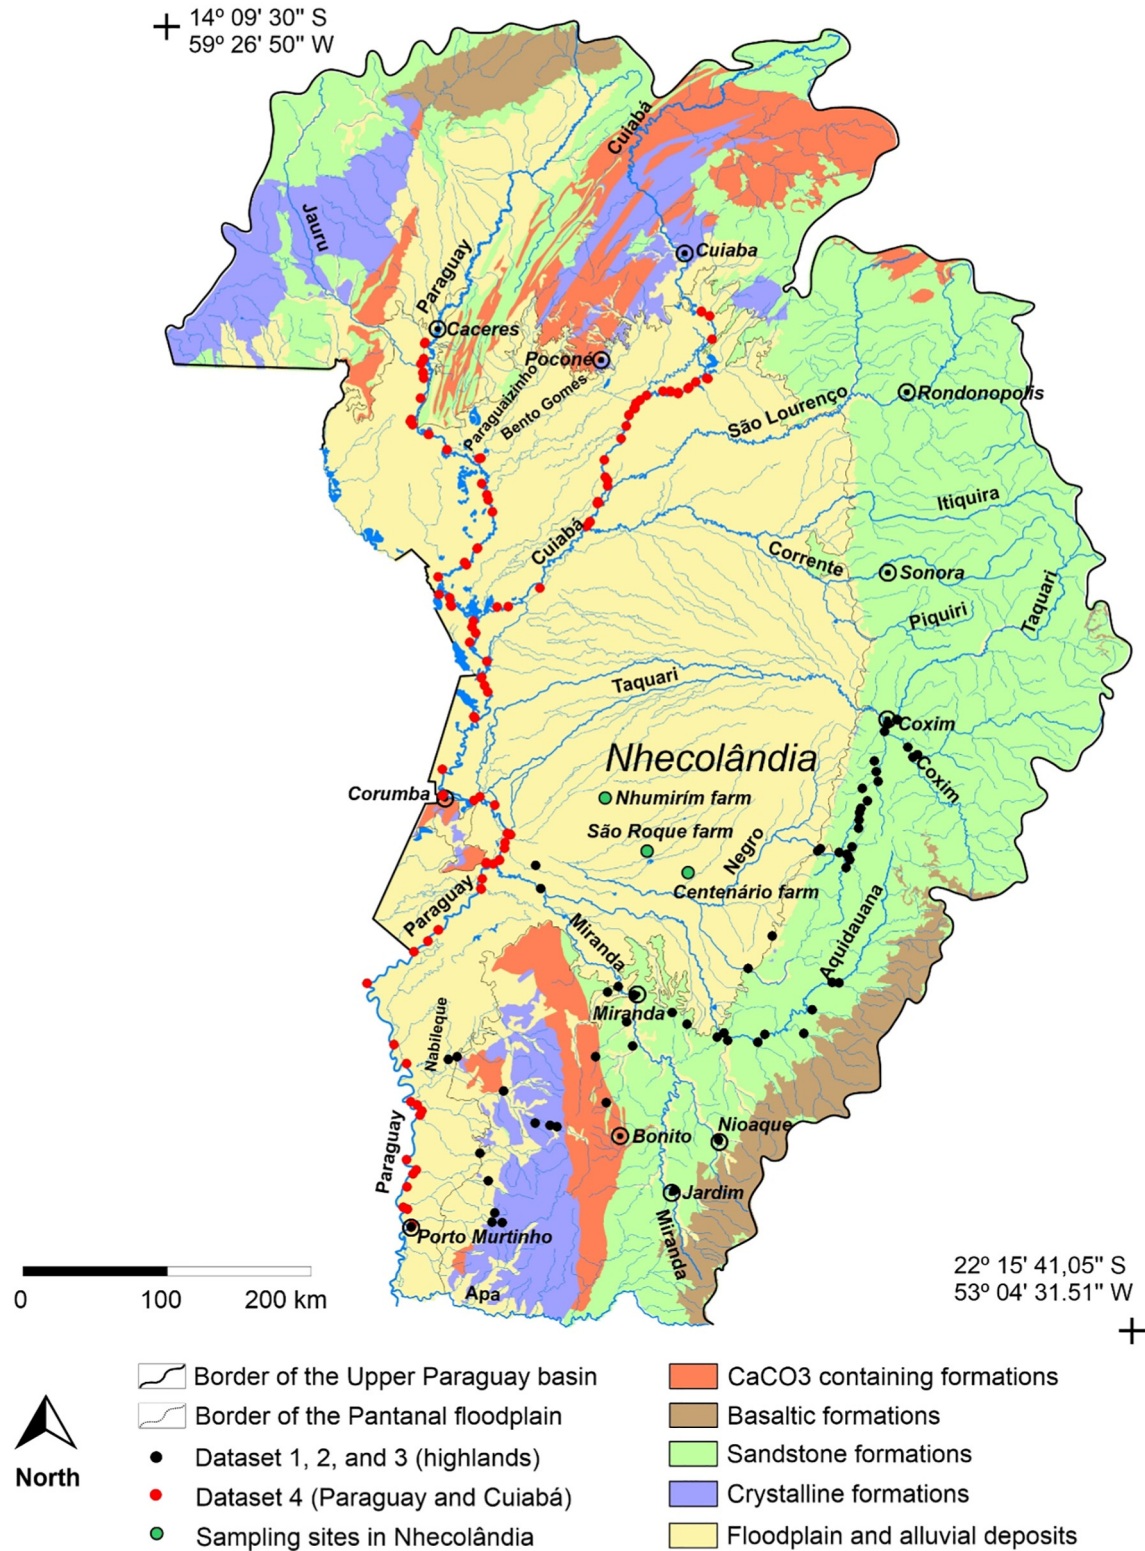 14º 09' 30" S
59º 26' 50" W
Cuiabá
Jauru
Paraguay
Cuiaba
Caceres
Poconé
Paraguaizinho
Bento Gomes
São Lourenço
Rondonopolis
Itiquira
Cuiabá
Corrente
Sonora
Piquiri
Taquari
Taquari
Coxim
Nhecolândia
Coxim
Corumba
Nhumirím farm
São Roque farm
Negro
Centenário farm
Paraguay
Miranda
Aquidauana
Miranda
Nabileque
Nioaque
Bonito
Paraguay
Jardim
Porto Murtinho
Miranda
Apa
22º 15' 41,05" S
53º 04' 31.51" W
0 100 200 km
North
Border of the Upper Paraguay basin
Border of the Pantanal floodplain
Dataset 1, 2, and 3 (highlands)
Dataset 4 (Paraguay and Cuiabá)
Sampling sites in Nhecolândia
CaCO3 containing formations
Basaltic formations
Sandstone formations
Crystalline formations
Floodplain and alluvial deposits